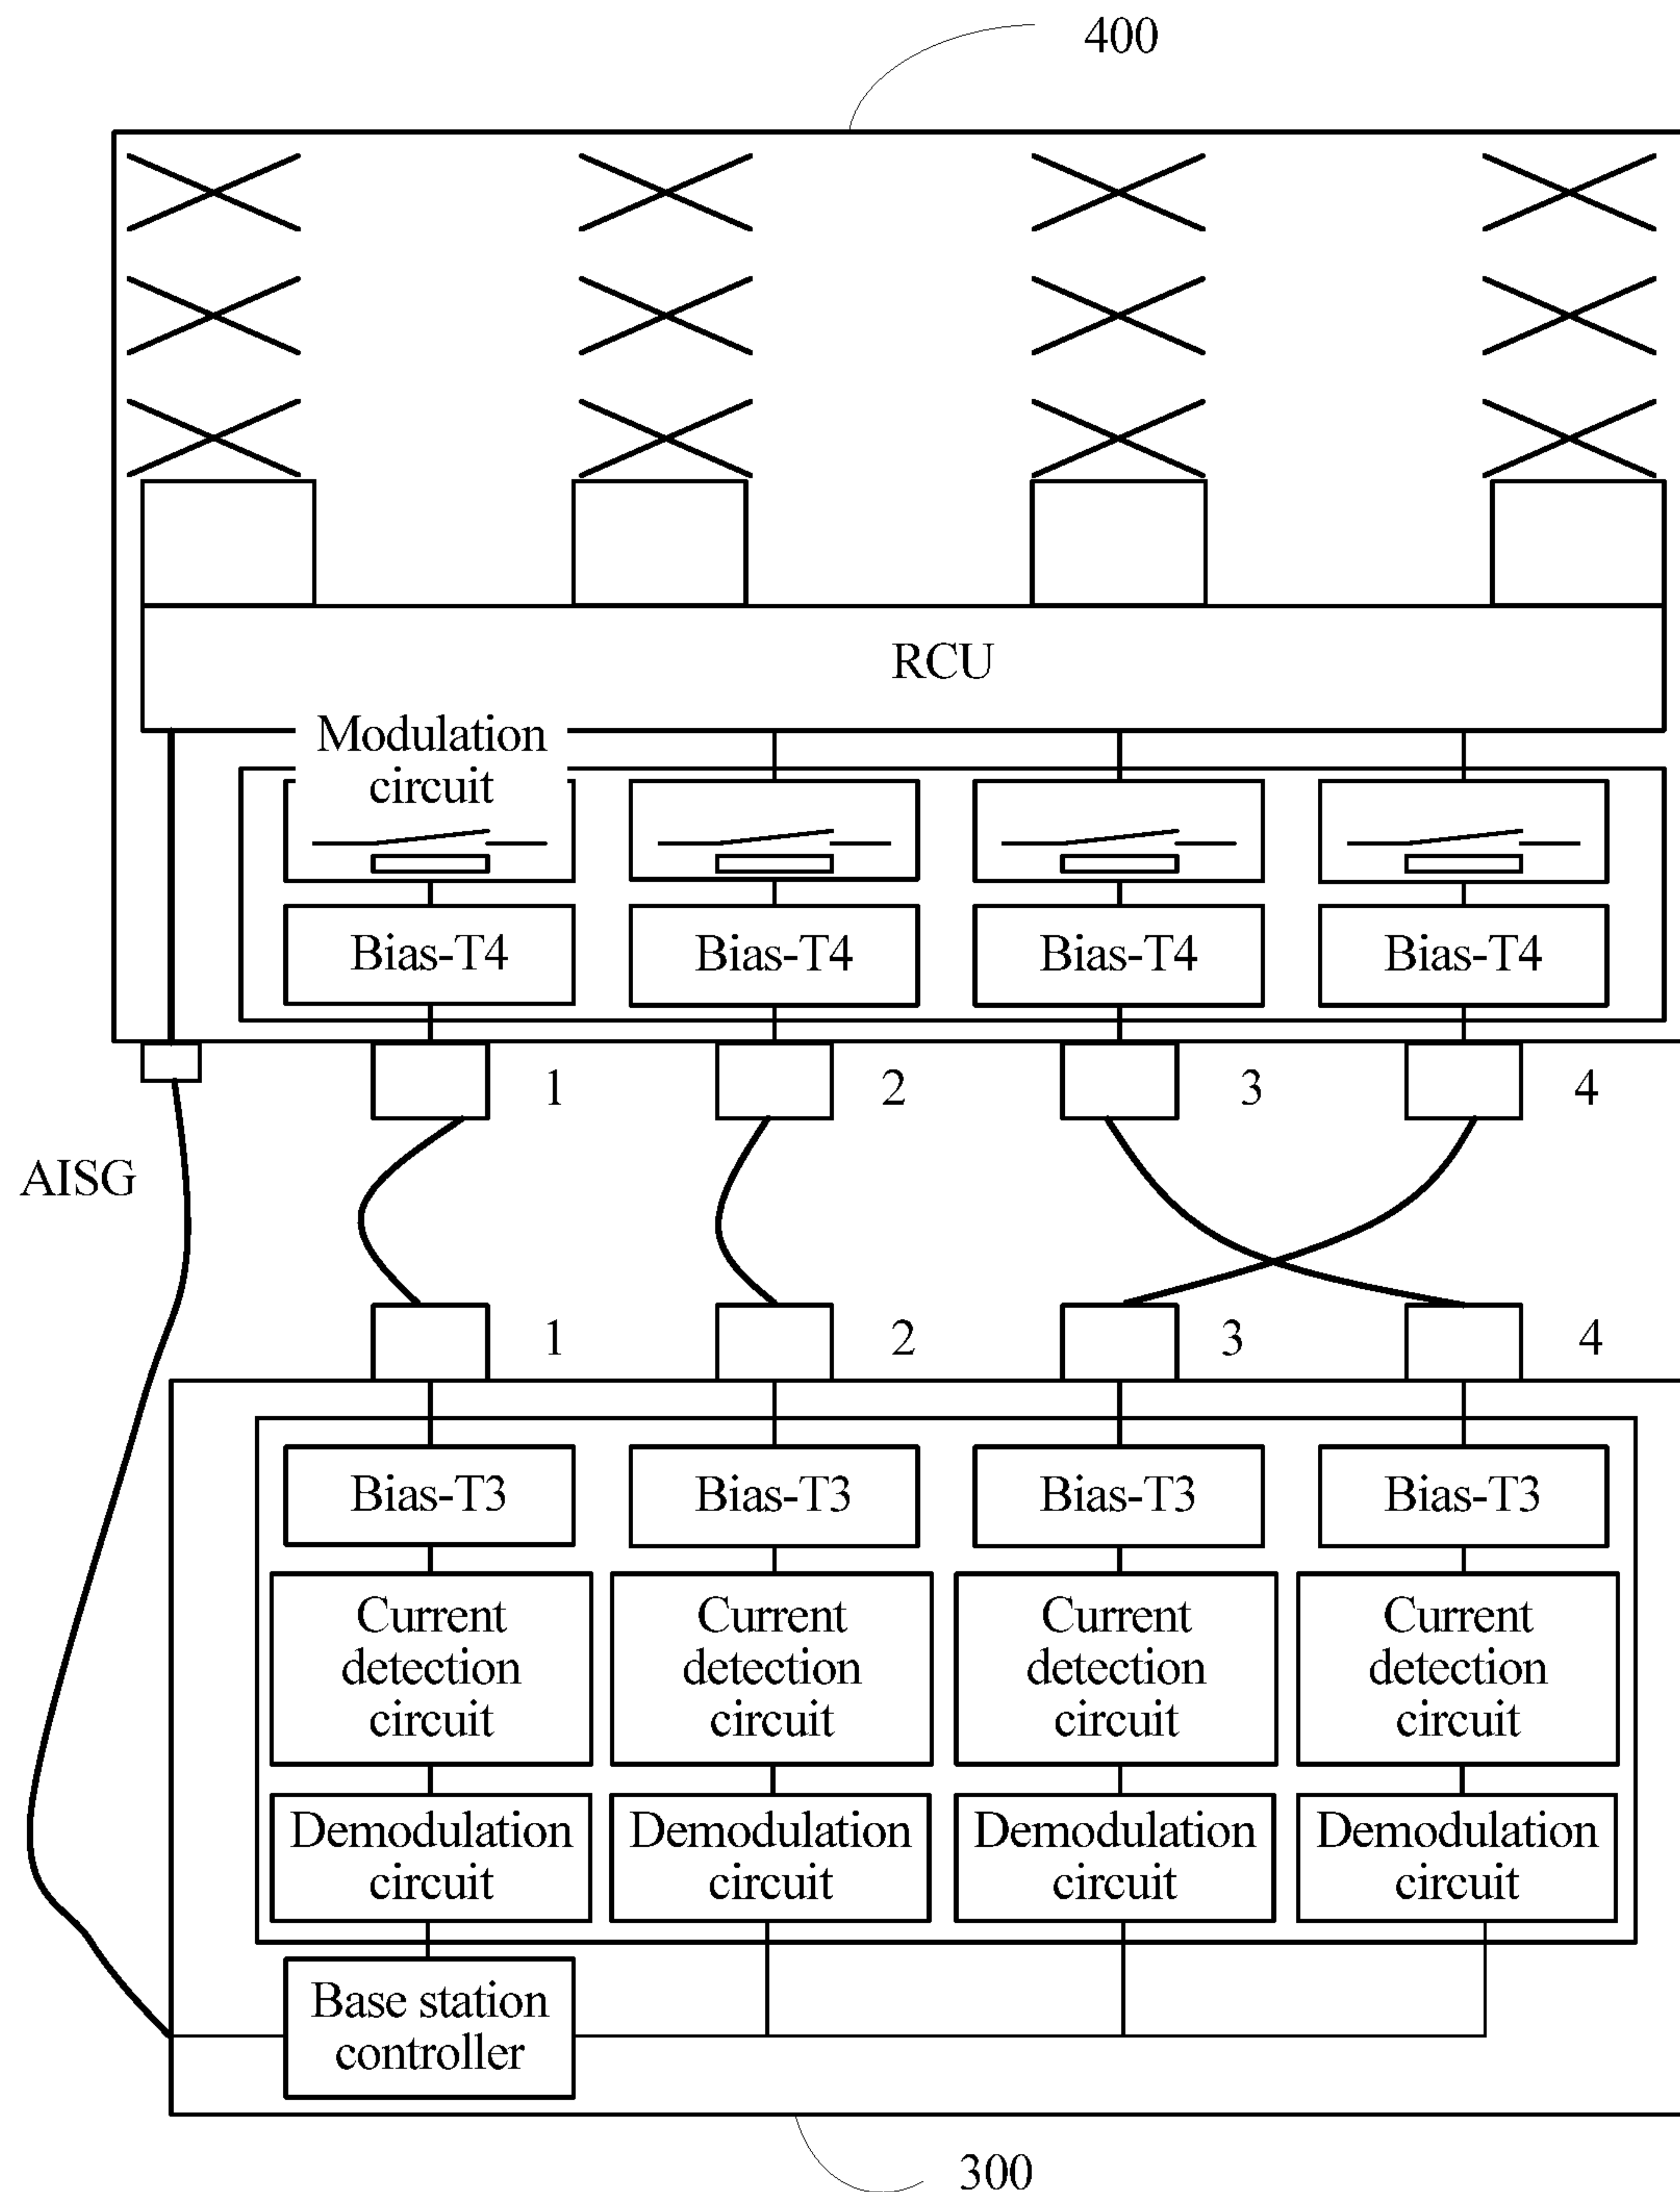 400
RCU
Modulation
circuit
Bias-T4 Bias-T4 Bias-T4 Bias-T4
1 2 3 4
AISG
1 2 3 4
Bias-T3 Bias-T3 Bias-T3 Bias-T3
Current Current Current Current
detection detection detection detection
circuit circuit circuit circuit
Demodulation Demodulation Demodulation Demodulation
circuit circuit circuit circuit
Base station
controller
300